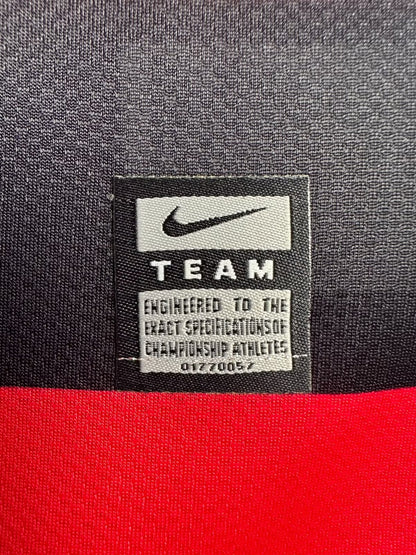 TEAM
ENGINEERED TO THE
EXACT SPECIFICATIONS OF
CHAMPIONSHIP ATHLETES
01770057